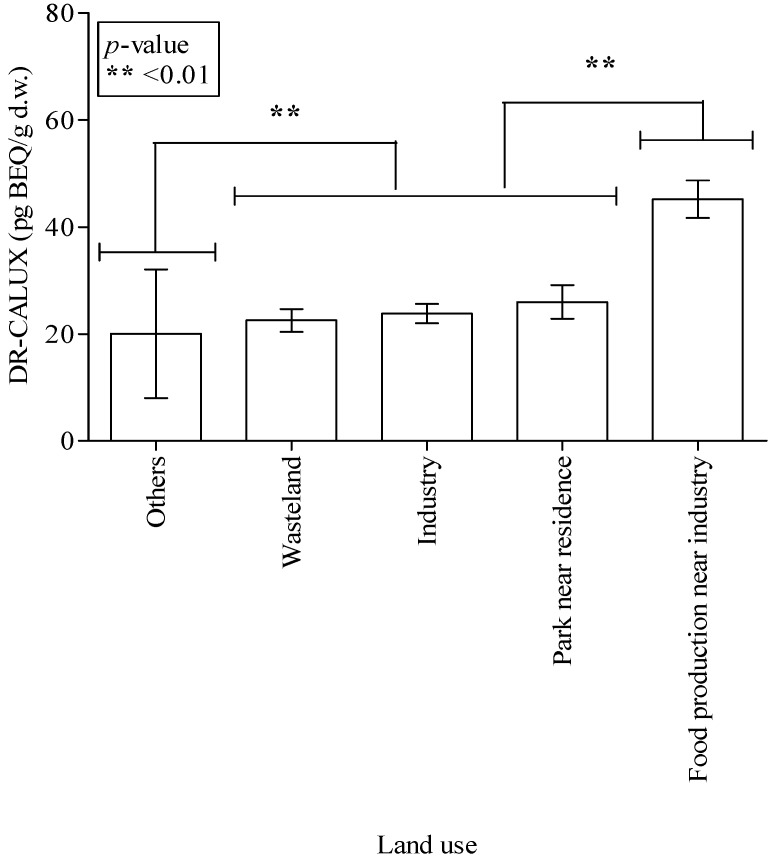 80
p-value
** <0.01
**
**
60
40
20
0
DR-CALUX (pg BEQ/g d.w.)
Others
Wasteland
Industry
Park near residence
Food production near industry
Land use